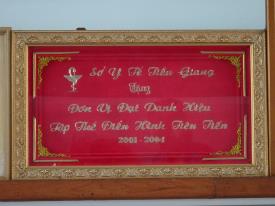 Sở Y Tế Tiền Giang
Tặng
Đơn Vị Đạt Danh Hiệu
Tập Thể Điển Hình Tiên Tiến
2001-2004